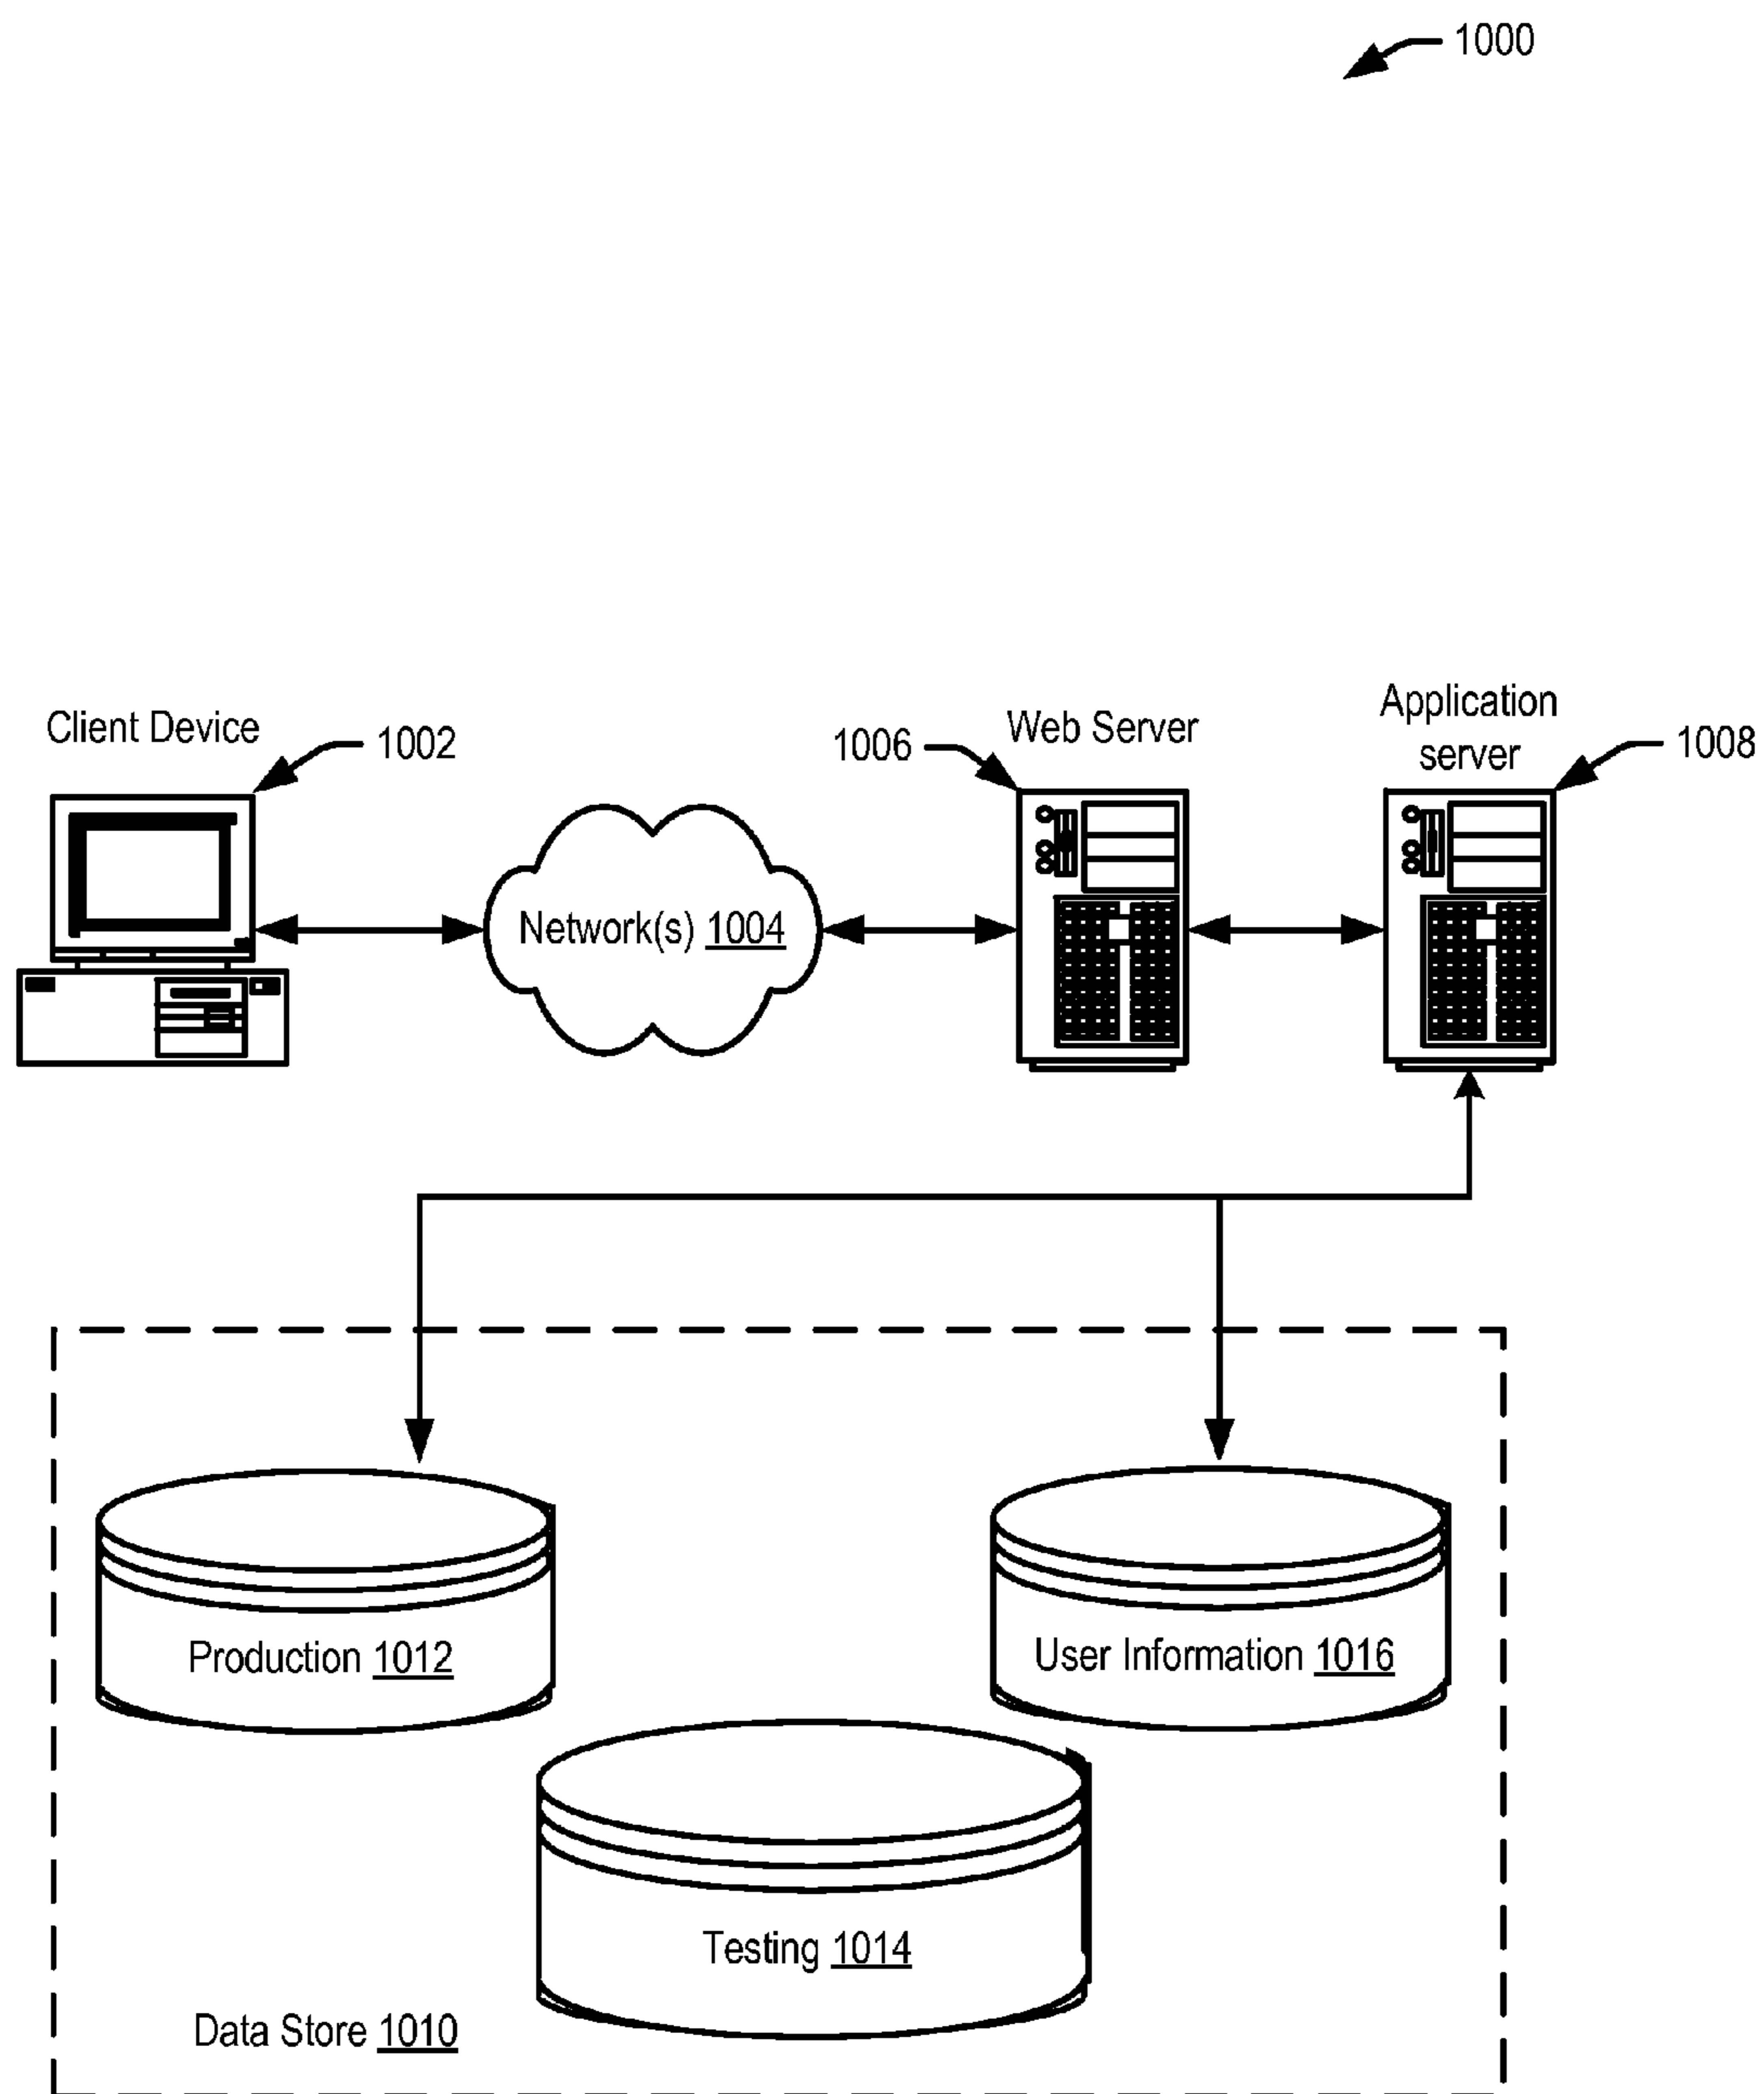 1000
Client Device
1002
1006
Web Server
Application
server
1008
Network(s) 1004
Production 1012
User Information 1016
Testing 1014
Data Store 1010